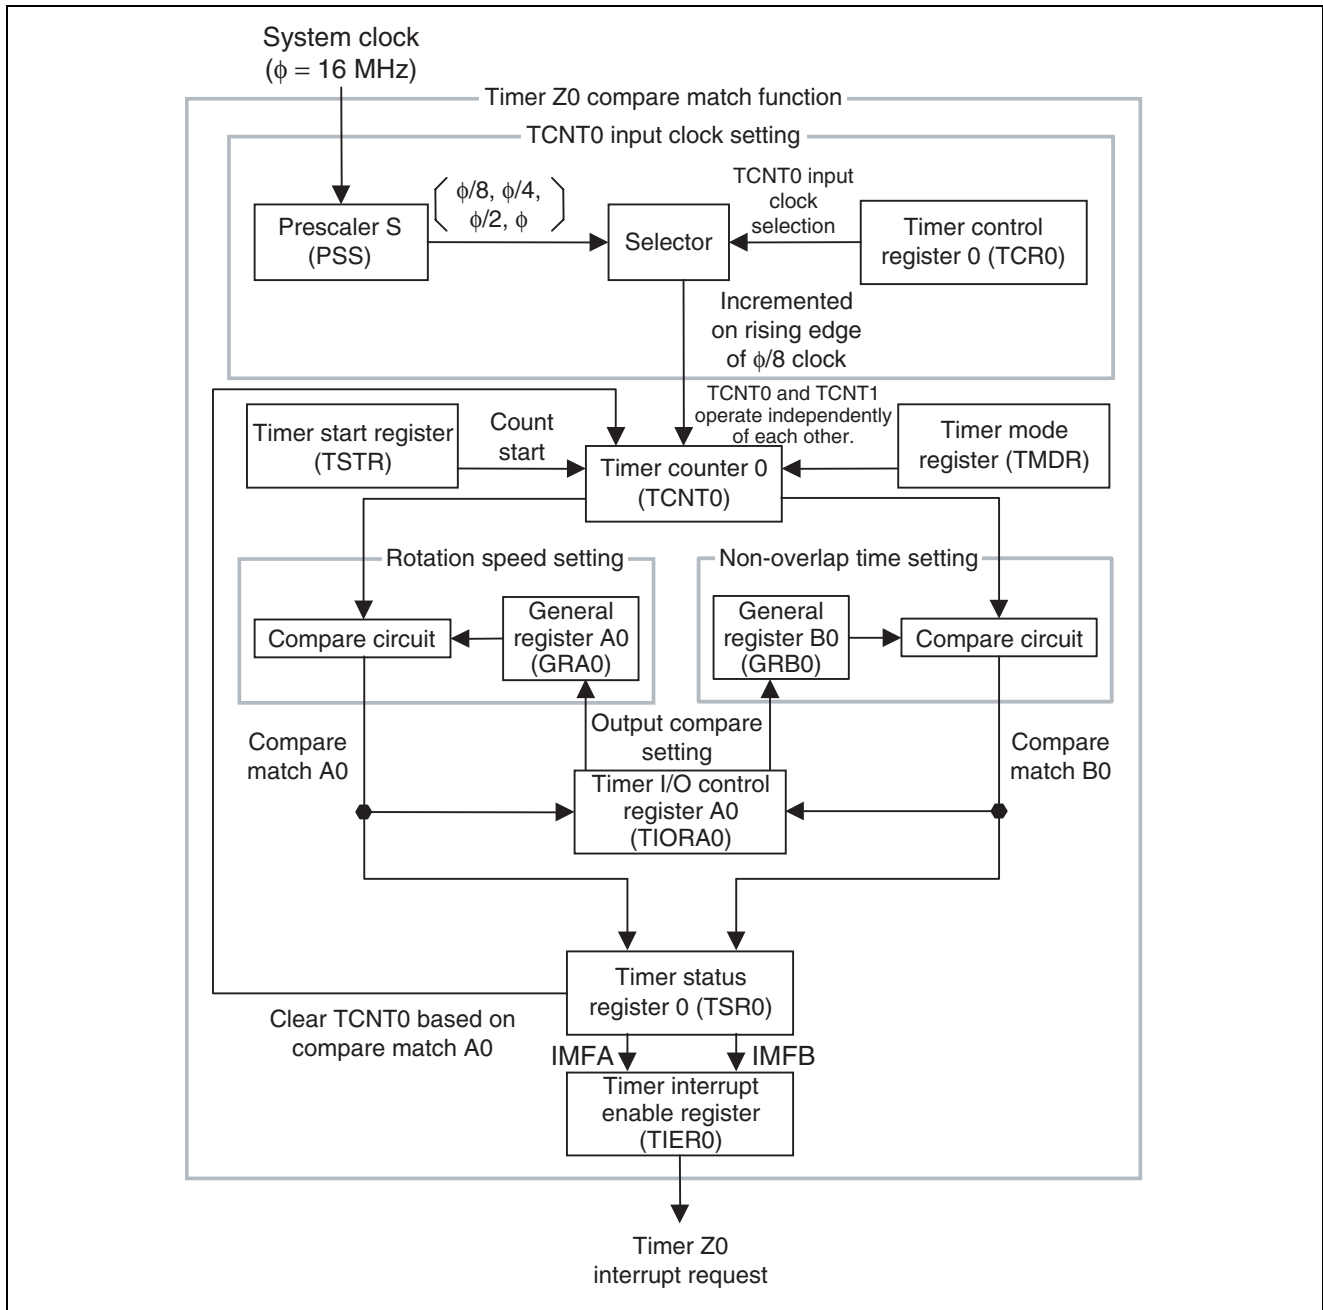 System clock
(ϕ = 16 MHz)
Timer Z0 compare match function
TCNT0 input clock setting
ϕ/8, ϕ/4,
ϕ/2, ϕ
TCNT0 input
clock
selection
Prescaler S
(PSS)
Selector
Timer control
register 0 (TCR0)
Incremented
on rising edge
of ϕ/8 clock
TCNT0 and TCNT1
operate independently
of each other.
Timer start register
(TSTR)
Count
start
Timer counter 0
(TCNT0)
Timer mode
register (TMDR)
Rotation speed setting
Non-overlap time setting
Compare circuit
General
register A0
(GRA0)
General
register B0
(GRB0)
Compare circuit
Output compare
setting
Compare
match A0
Compare
match B0
Timer I/O control
register A0
(TIORA0)
Timer status
register 0 (TSR0)
Clear TCNT0 based on
compare match A0
IMFA
IMFB
Timer interrupt
enable register
(TIER0)
Timer Z0
interrupt request